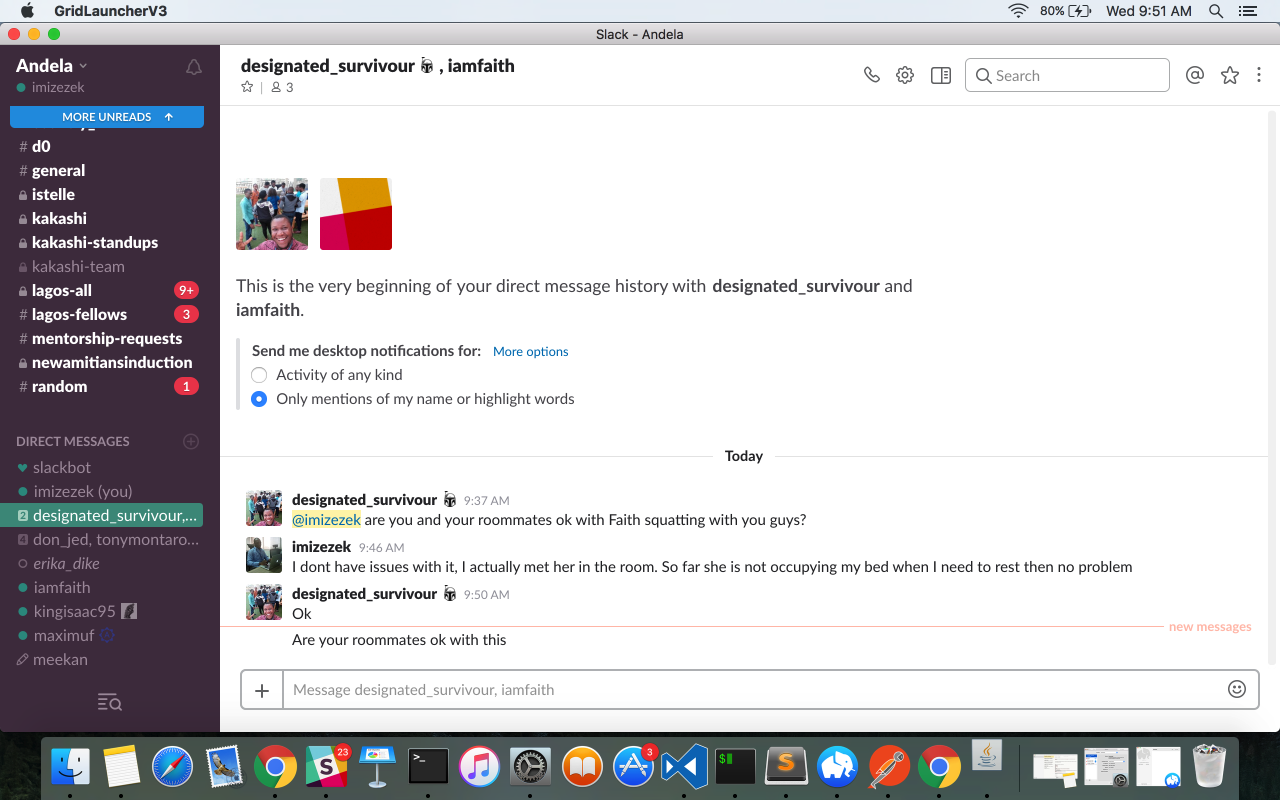 GridLauncherV3
80%
Wed 9:51 AM
Slack - Andela
Andela
imizezek
MORE UNREADS ↑
# d0
# general
istelle
kakashi
kakashi-standups
kakashi-team
lagos-all 9+
# lagos-fellows 3
# mentorship-requests
newamitiansinduction
# random 1
DIRECT MESSAGES
slackbot
imizezek (you)
2 designated_survivour,...
4 don_jed, tonymontaro...
erika_dike
iamfaith
kingisaac95
maximuf
meekan
designated_survivour , iamfaith
3
Search
This is the very beginning of your direct message history with designated_survivour and
iamfaith.
Send me desktop notifications for: More options
Activity of any kind
Only mentions of my name or highlight words
Today
designated_survivour 9:37 AM
@imizezek are you and your roommates ok with Faith squatting with you guys?
imizezek 9:46 AM
I dont have issues with it, I actually met her in the room. So far she is not occupying my bed when I need to rest then no problem
designated_survivour 9:50 AM
Ok
new messages
Are your roommates ok with this
Message designated_survivour, iamfaith
23
3